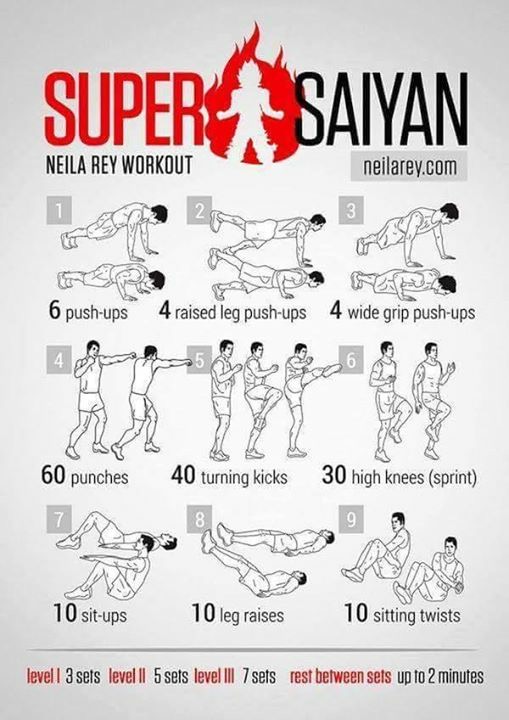 SUPER SAIYAN
NEILA REY WORKOUT
neilarey.com
1
2
3
6 push-ups
4 raised leg push-ups
4 wide grip push-ups
4
5
6
60 punches
40 turning kicks
30 high knees (sprint)
7
8
9
10 sit-ups
10 leg raises
10 sitting twists
level I 3 sets level II 5 sets level III 7 sets rest between sets up to 2 minutes